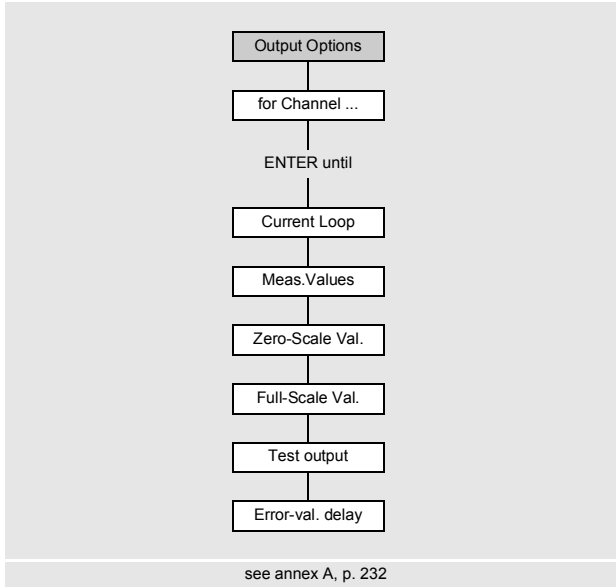 Output Options
for Channel ...
ENTER until
Current Loop
Meas.Values
Zero-Scale Val.
Full-Scale Val.
Test output
Error-val. delay
see annex A, p. 232